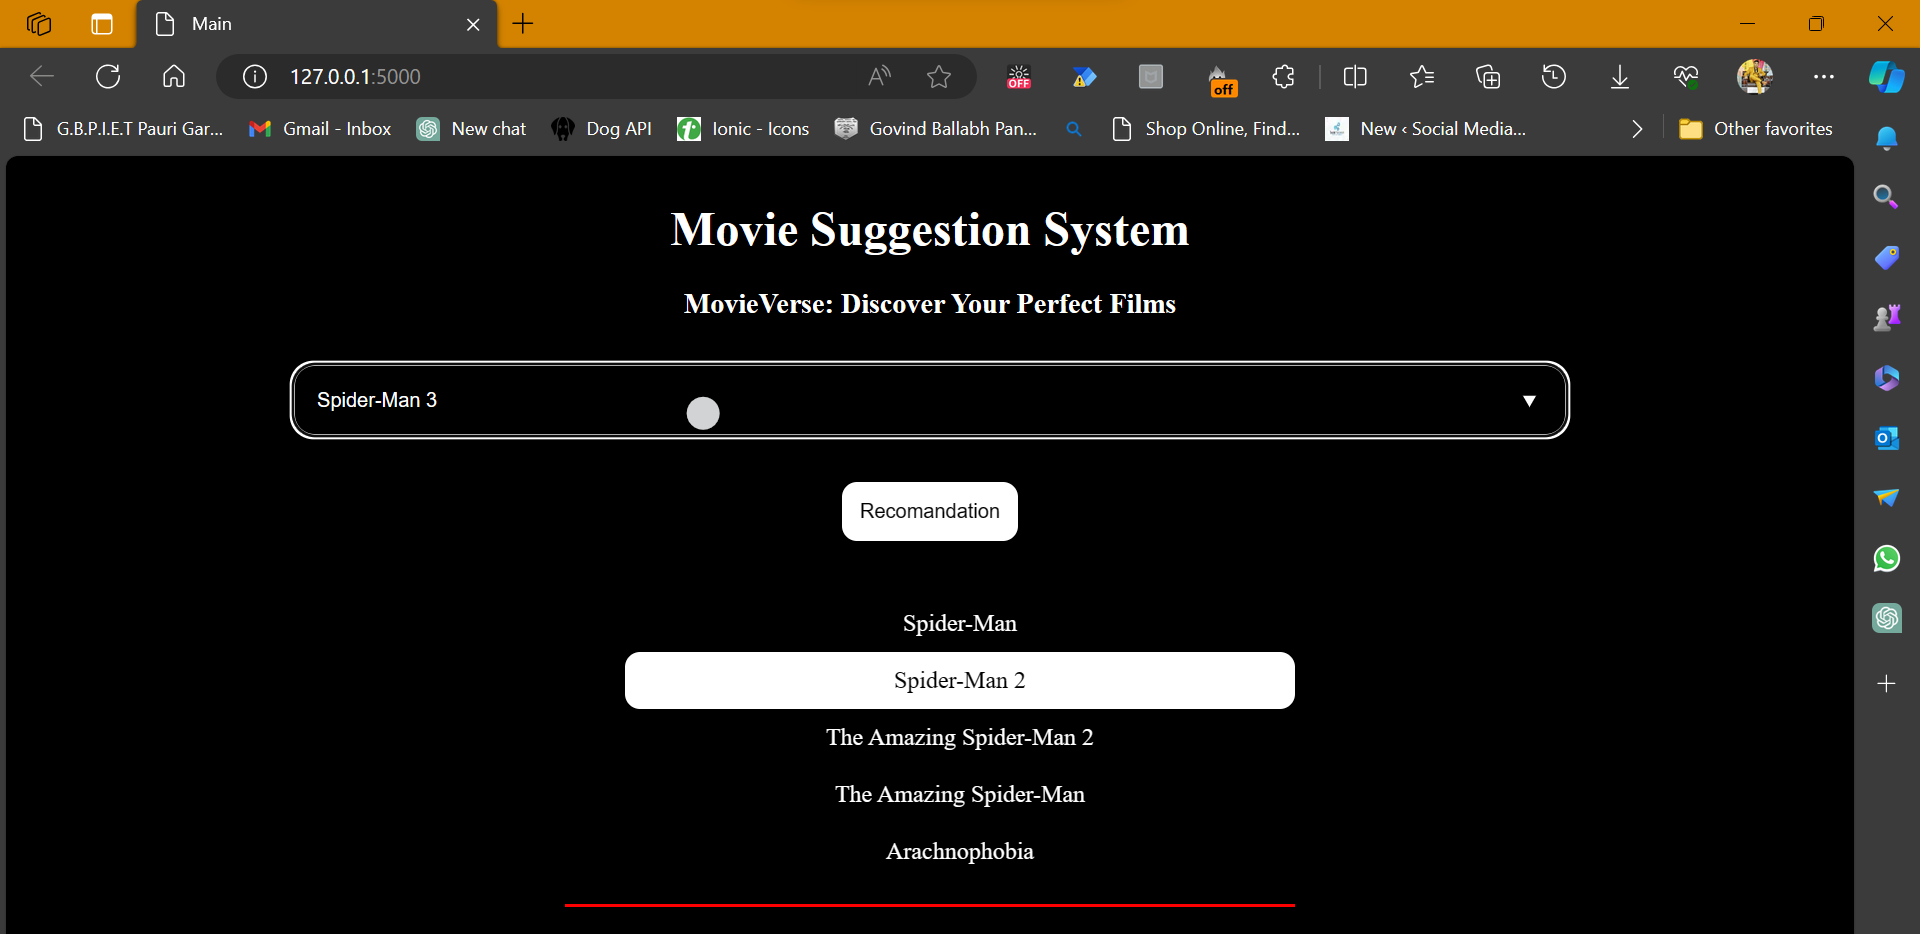 Main
127.0.0.1:5000
OFF
off
G.B.P.I.E.T Pauri Gar...
Gmail - Inbox
New chat
Dog API
Ionic - Icons
Govind Ballabh Pan...
Shop Online, Find...
New ‹ Social Media...
Other favorites
Movie Suggestion System
MovieVerse: Discover Your Perfect Films
Spider-Man 3
Recomandation
Spider-Man
Spider-Man 2
The Amazing Spider-Man 2
The Amazing Spider-Man
Arachnophobia